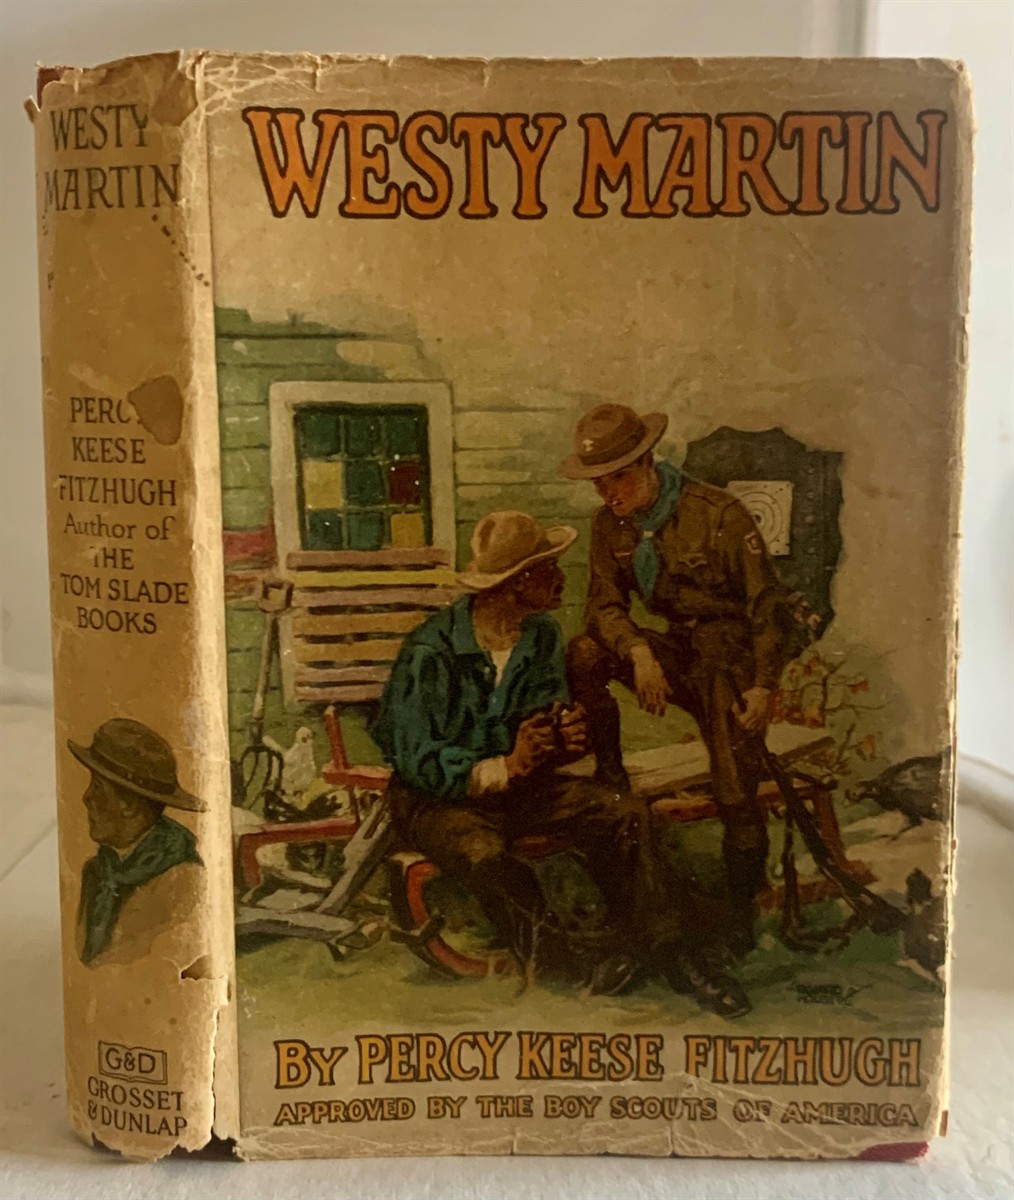 WESTY
MARTIN
PERCY
KEESE
FITZHUGH
Author of
THE
TOM SLADE
BOOKS
G&D
GROSSET
& DUNLAP
WESTY MARTIN
BY PERCY KEESE FITZHUGH
APPROVED BY THE BOY SCOUTS OF AMERICA